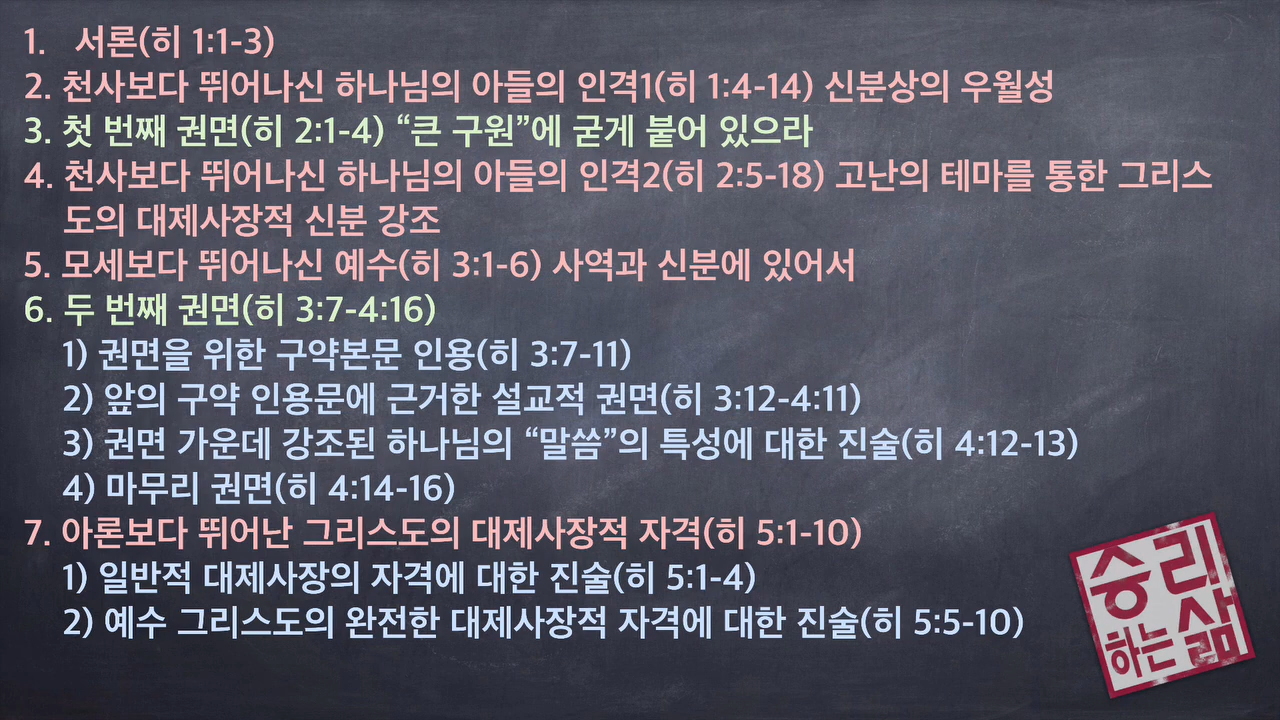 1. 서론(히 1:1-3)
2. 천사보다 뛰어나신 하나님의 아들의 인격1(히 1:4-14) 신분상의 우월성
3. 첫 번째 권면(히 2:1-4) “큰 구원”에 굳게 붙어 있으라
4. 천사보다 뛰어나신 하나님의 아들의 인격2(히 2:5-18) 고난의 테마를 통한 그리스
도의 대제사장적 신분 강조
5. 모세보다 뛰어나신 예수(히 3:1-6) 사역과 신분에 있어서
6. 두 번째 권면(히 3:7-4:16)
1) 권면을 위한 구약본문 인용(히 3:7-11)
2) 앞의 구약 인용문에 근거한 설교적 권면(히 3:12-4:11)
3) 권면 가운데 강조된 하나님의 “말씀”의 특성에 대한 진술(히 4:12-13)
4) 마무리 권면(히 4:14-16)
7. 아론보다 뛰어난 그리스도의 대제사장적 자격(히 5:1-10)
1) 일반적 대제사장의 자격에 대한 진술(히 5:1-4)
2) 예수 그리스도의 완전한 대제사장적 자격에 대한 진술(히 5:5-10)
승리
하는 삶